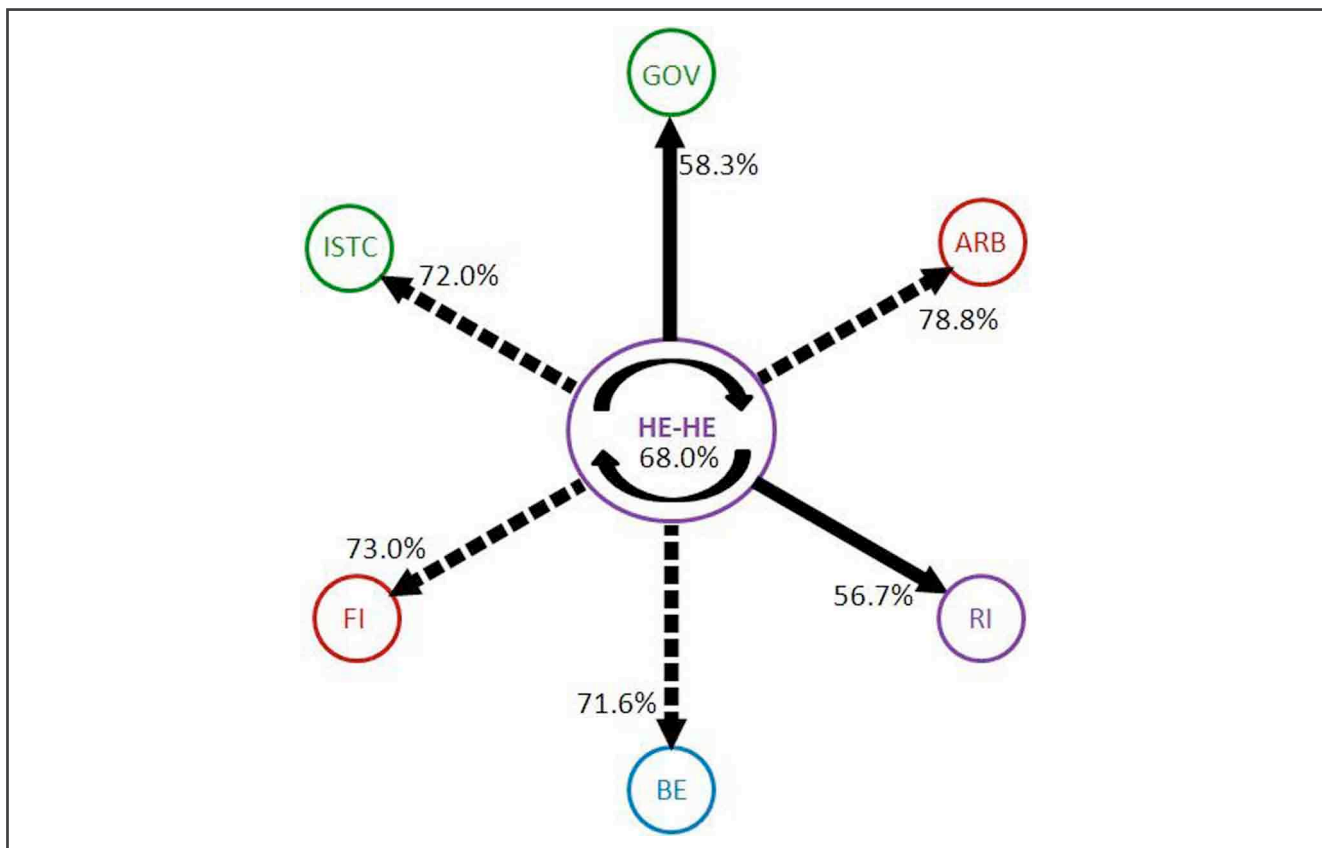 GOV
58.3%
ARB
ISTC
72.0%
78.8%
HE-HE
68.0%
73.0%
56.7%
FI
RI
71.6%
BE